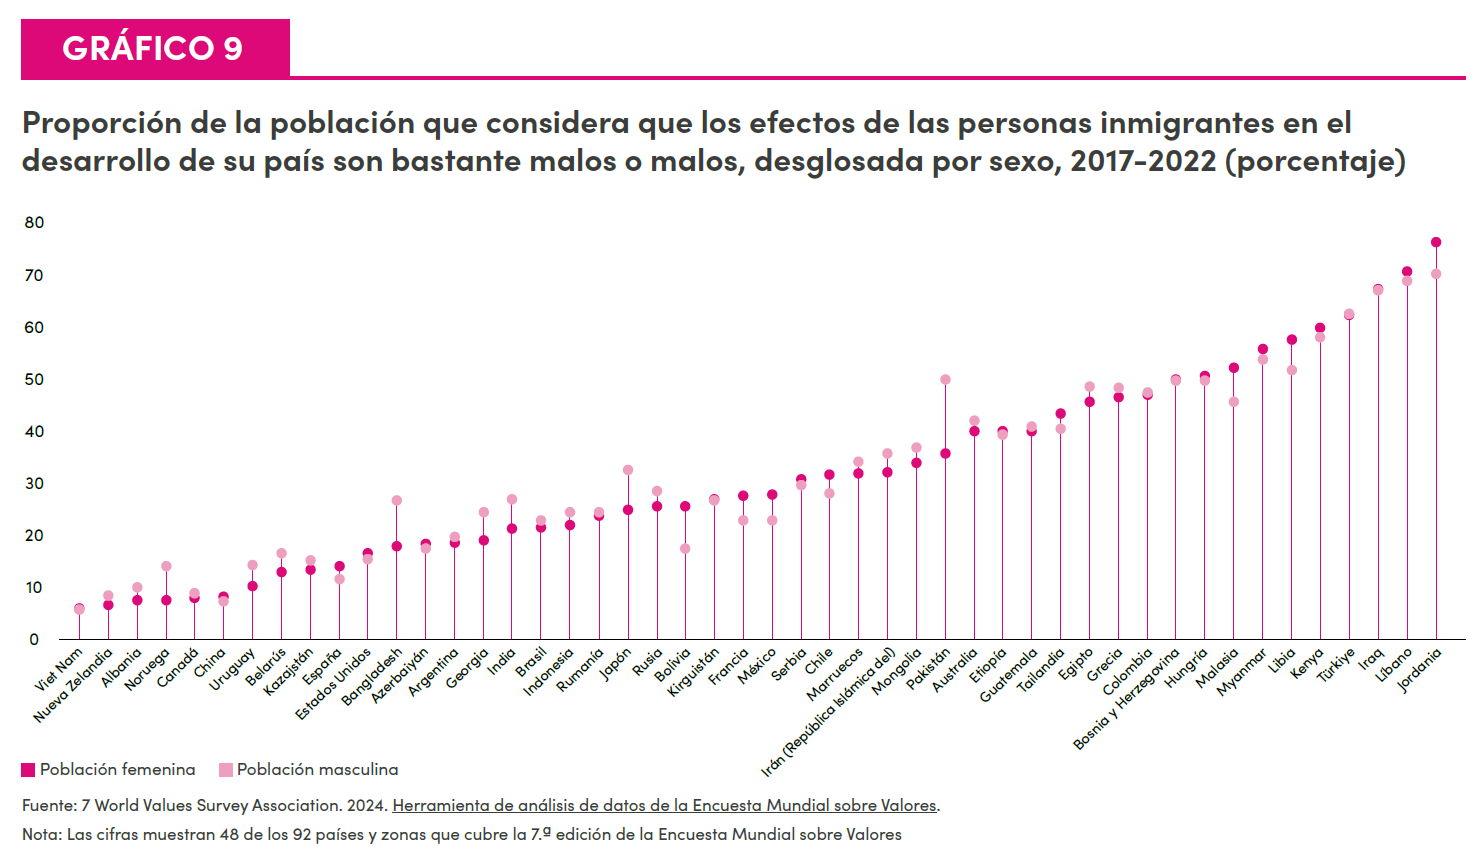 GRÁFICO 9
Proporción de la población que considera que los efectos de las personas inmigrantes en el
desarrollo de su país son bastante malos o malos, desglosada por sexo, 2017-2022 (porcentaje)
80
70
60
50
40
30
20
10
0
Viet Nam
Nueva Zelandia
Albania
Noruega
Canadá
China
Uruguay
Belarús
Kazajstán
España
Estados Unidos
Bangladesh
Azerbaiyán
Argentina
Georgia
India
Brasil
Indonesia
Rumanía
Japón
Rusia
Bolivia
Kirguistán
Francia
México
Serbia
Chile
Marruecos
Irán (República Islámica del)
Mongolia
Pakistán
Australia
Etiopía
Guatemala
Tailandia
Egipto
Grecia
Colombia
Bosnia y Herzegovina
Hungría
Malasia
Myanmar
Libia
Kenya
Türkiye
Iraq
Líbano
Jordania
Población femenina
Población masculina
Fuente: 7 World Values Survey Association. 2024. Herramienta de análisis de datos de la Encuesta Mundial sobre Valores.
Nota: Las cifras muestran 48 de los 92 países y zonas que cubre la 7.ª edición de la Encuesta Mundial sobre Valores